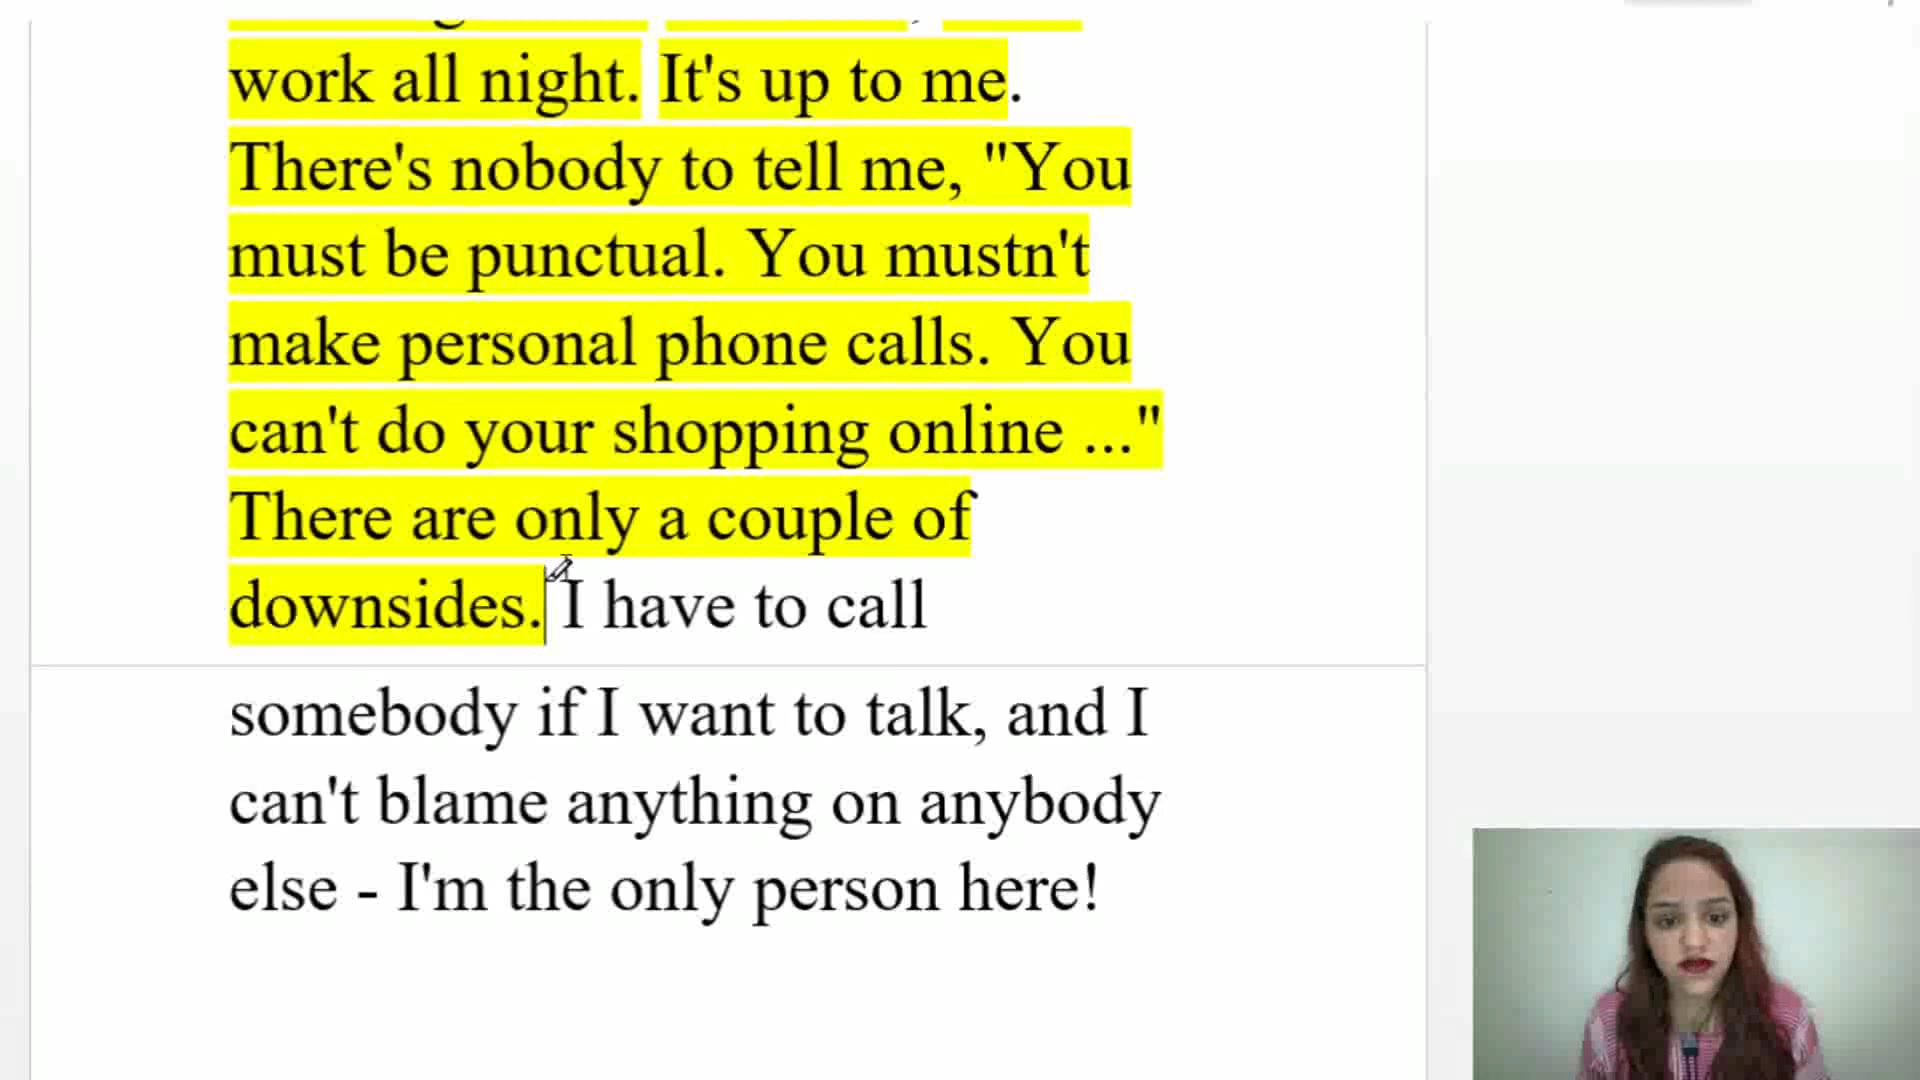 work all night. It's up to me.
There's nobody to tell me, "You
must be punctual. You mustn't
make personal phone calls. You
can't do your shopping online ..."
There are only a couple of
downsides. I have to call
somebody if I want to talk, and I
can't blame anything on anybody
else - I'm the only person here!